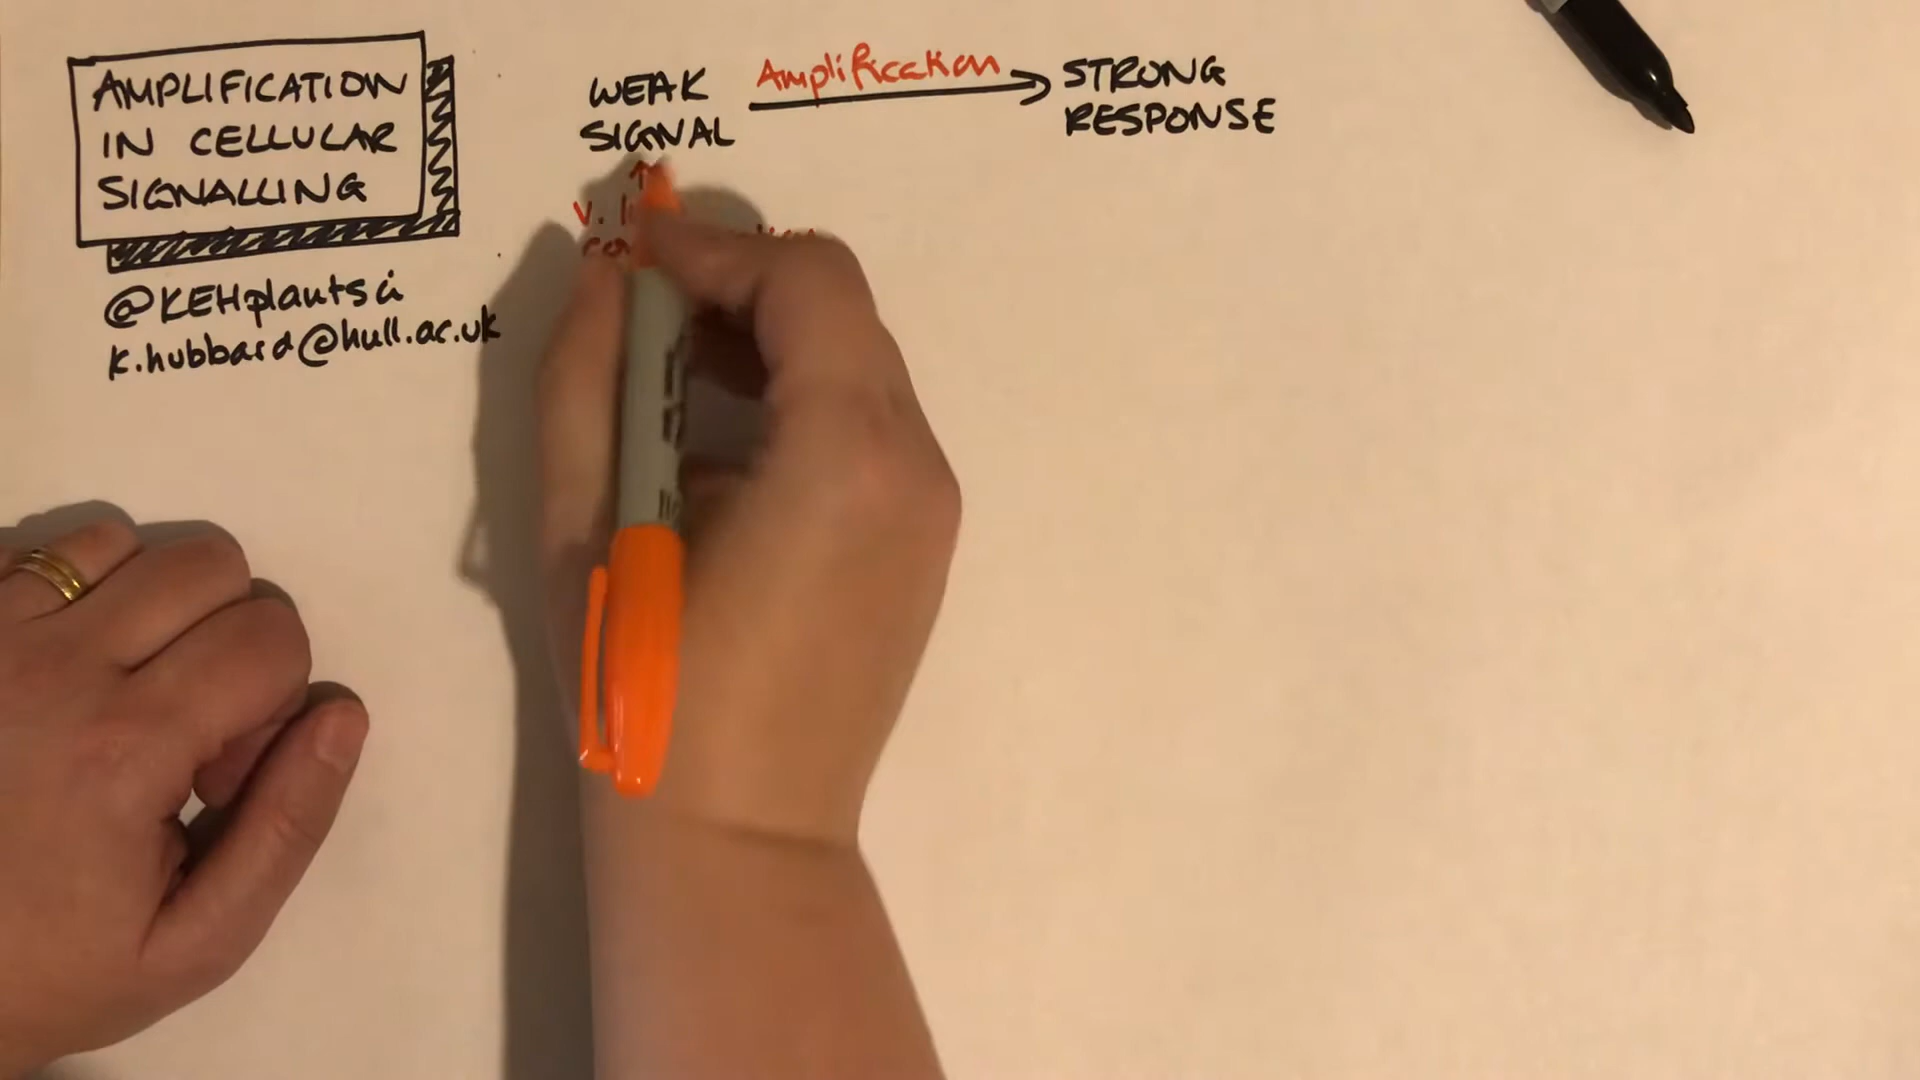 AMPLIFICATION
IN CELLULAR
SIGNALLING
@KEHplantsci
k.hubbard@hull.ac.uk
WEAK
SIGNAL
Amplification
STRONG
RESPONSE
v.